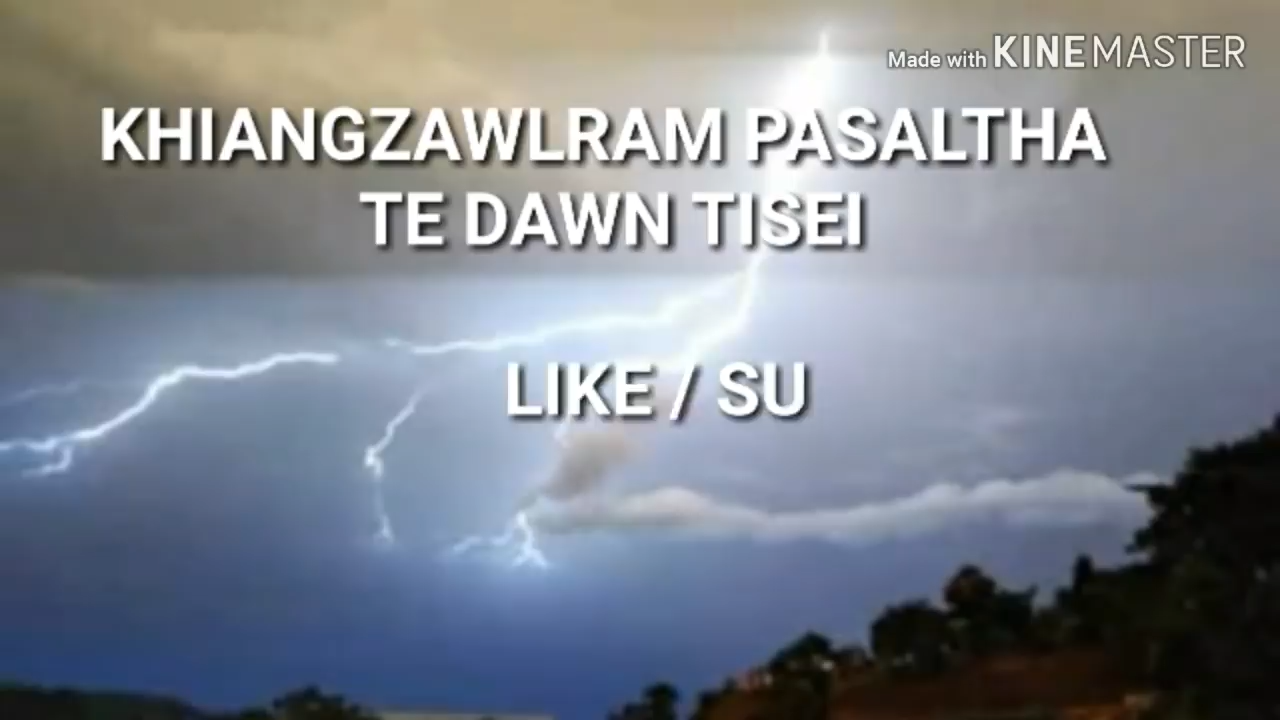 Made with KINEMASTER
KHIANGZAWLRAM PASALTHA
TE DAWN TISEI
LIKE / SU